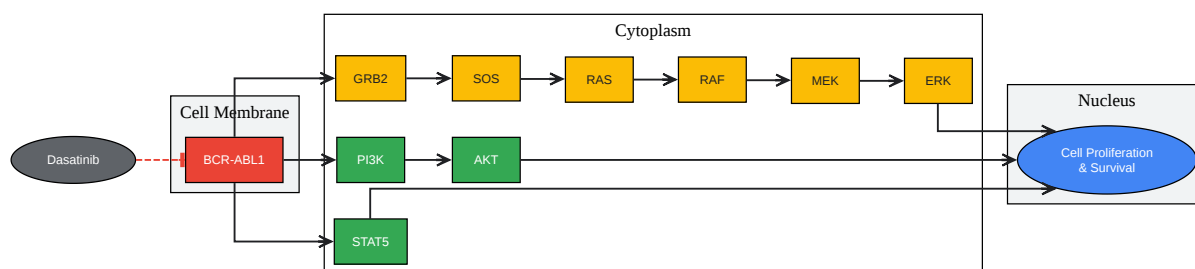 Cytoplasm
GRB2
SOS
RAS
RAF
MEK
ERK
Cell Membrane
Nucleus
Dasatinib
BCR-ABL1
PI3K
AKT
Cell Proliferation
& Survival
STAT5